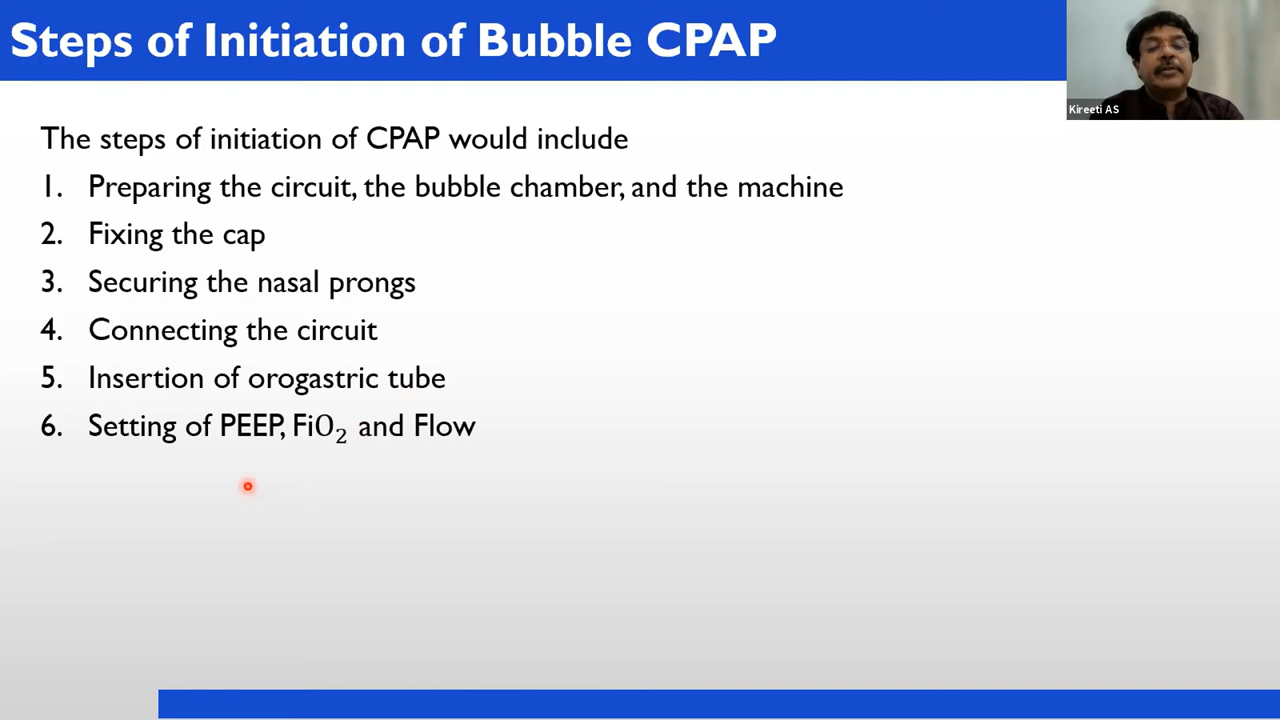 Steps of Initiation of Bubble CPAP
Kireeti AS
The steps of initiation of CPAP would include
1. Preparing the circuit, the bubble chamber, and the machine
2. Fixing the cap
3. Securing the nasal prongs
4. Connecting the circuit
5. Insertion of orogastric tube
6. Setting of PEEP, FiO₂ and Flow